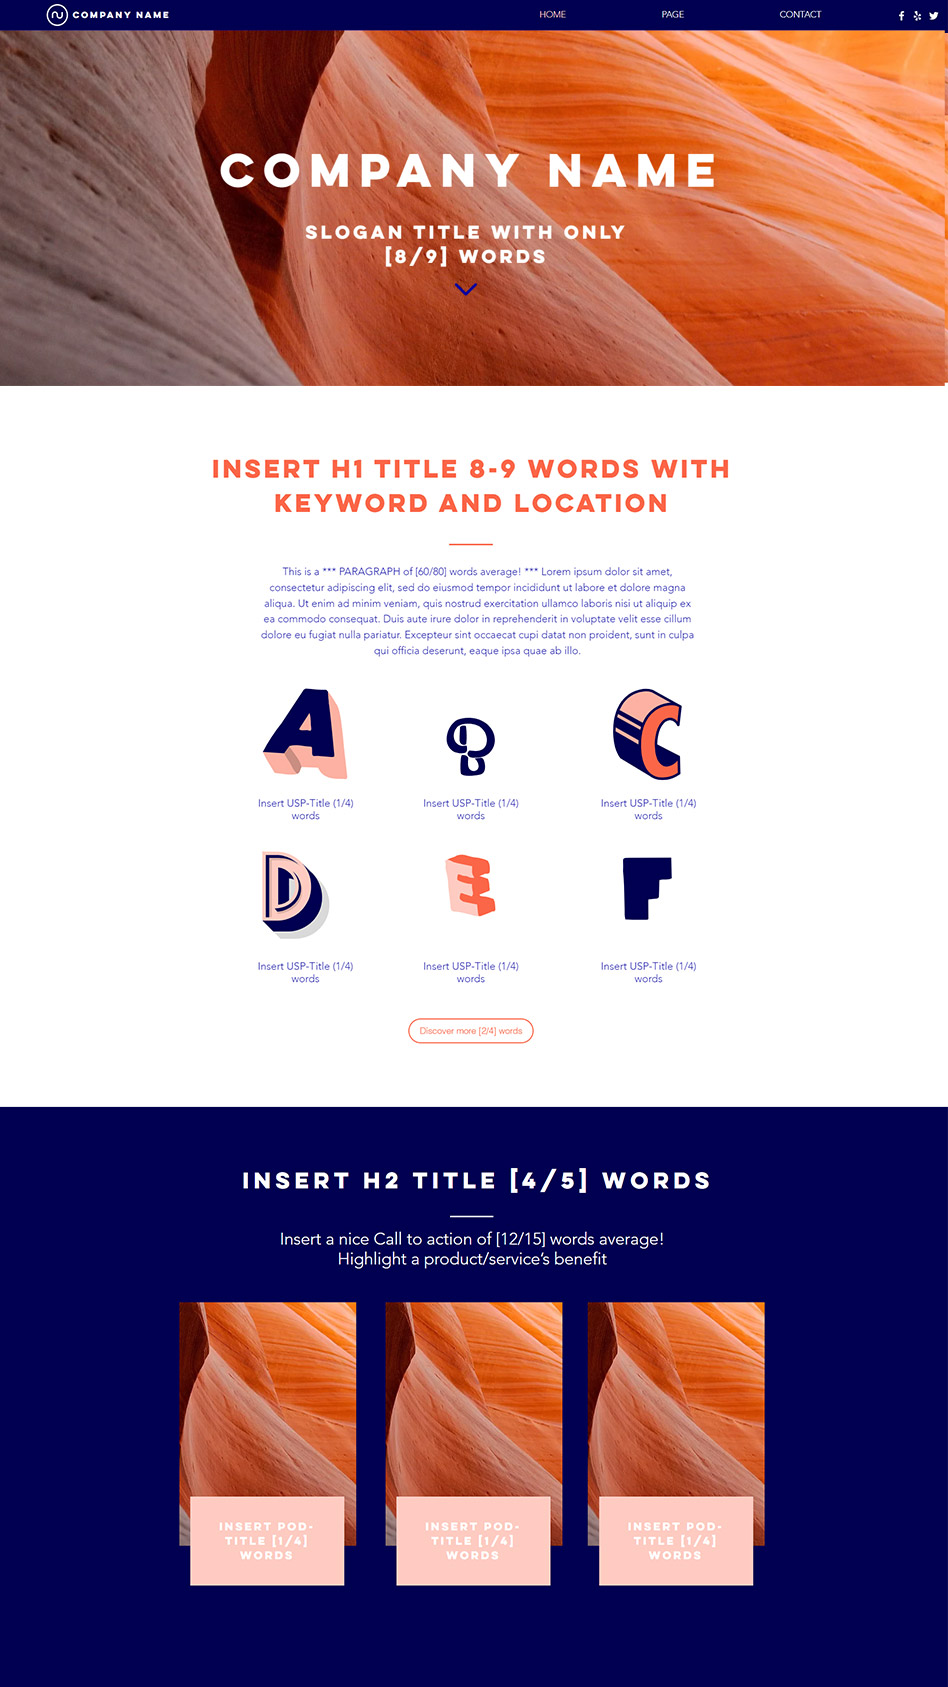 COMPANY NAME
HOME
PAGE
CONTACT
COMPANY NAME
SLOGAN TITLE WITH ONLY
[8/9] WORDS
INSERT H1 TITLE 8-9 WORDS WITH
KEYWORD AND LOCATION
This is a *** PARAGRAPH of [60/80] words average! *** Lorem ipsum dolor sit amet,
consectetur adipiscing elit, sed do eiusmod tempor incididunt ut labore et dolore magna
aliqua. Ut enim ad minim veniam, quis nostrud exercitation ullamco laboris nisi ut aliquip ex
ea commodo consequat. Duis aute irure dolor in reprehenderit in voluptate velit esse cillum
dolore eu fugiat nulla pariatur. Excepteur sint occaecat cupi datat non proident, sunt in culpa
qui officia deserunt, eaque ipsa quae ab illo.
A
B
C
Insert USP-Title (1/4)
words
Insert USP-Title (1/4)
words
Insert USP-Title (1/4)
words
D
E
F
Insert USP-Title (1/4)
words
Insert USP-Title (1/4)
words
Insert USP-Title (1/4)
words
Discover more [2/4] words
INSERT H2 TITLE [4/5] WORDS
Insert a nice Call to action of [12/15] words average!
Highlight a product/service’s benefit
INSERT POD-
TITLE [1/4]
WORDS
INSERT POD-
TITLE [1/4]
WORDS
INSERT POD-
TITLE [1/4]
WORDS